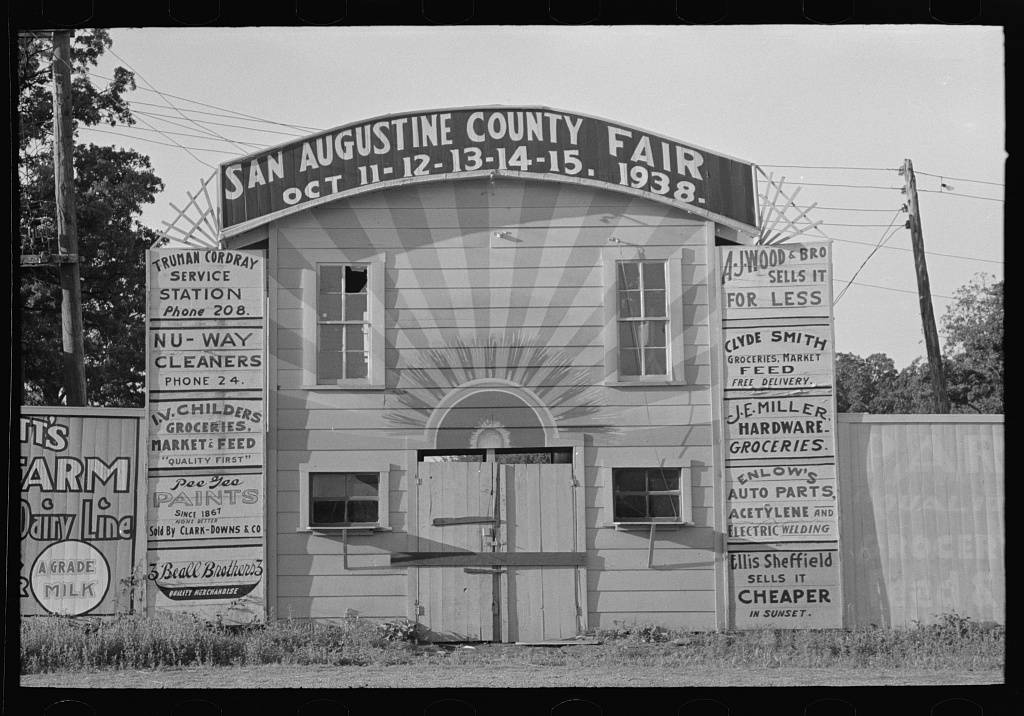 SAN AUGUSTINE COUNTY FAIR
OCT 11-12-13-14-15. 1938.
TRUMAN CORDRAY
SERVICE
STATION
Phone 208.
NU-WAY
CLEANERS
PHONE 24.
I.V. CHILDERS
GROCERIES,
MARKET & FEED
"QUALITY FIRST"
Pee Gee
PAINTS
SINCE 1867
NONE BETTER
Sold By CLARK-DOWNS & CO
3 Beall Brothers 3
QUALITY MERCHANDISE
A.J. WOOD & BRO
SELLS IT
FOR LESS
CLYDE SMITH
GROCERIES, MARKET
FEED
FREE DELIVERY.
J.E. MILLER.
HARDWARE.
GROCERIES.
ENLOW'S
AUTO PARTS,
ACETYLENE AND
ELECTRIC WELDING
Ellis Sheffield
SELLS IT
CHEAPER
IN SUNSET.
TT'S
FARM
Dairy Line
A GRADE
MILK